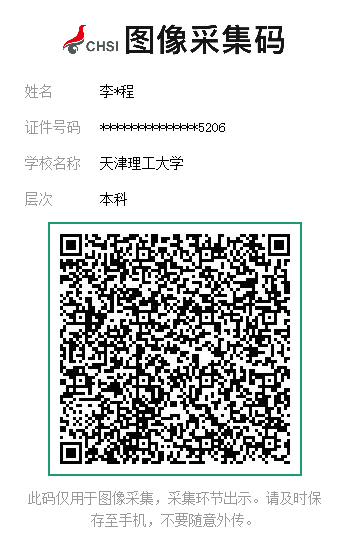 CHSI 图像采集码
姓名 李*程
证件号码 **************5206
学校名称 天津理工大学
层次 本科
此码仅用于图像采集，采集环节出示。请及时保
存至手机，不要随意外传。